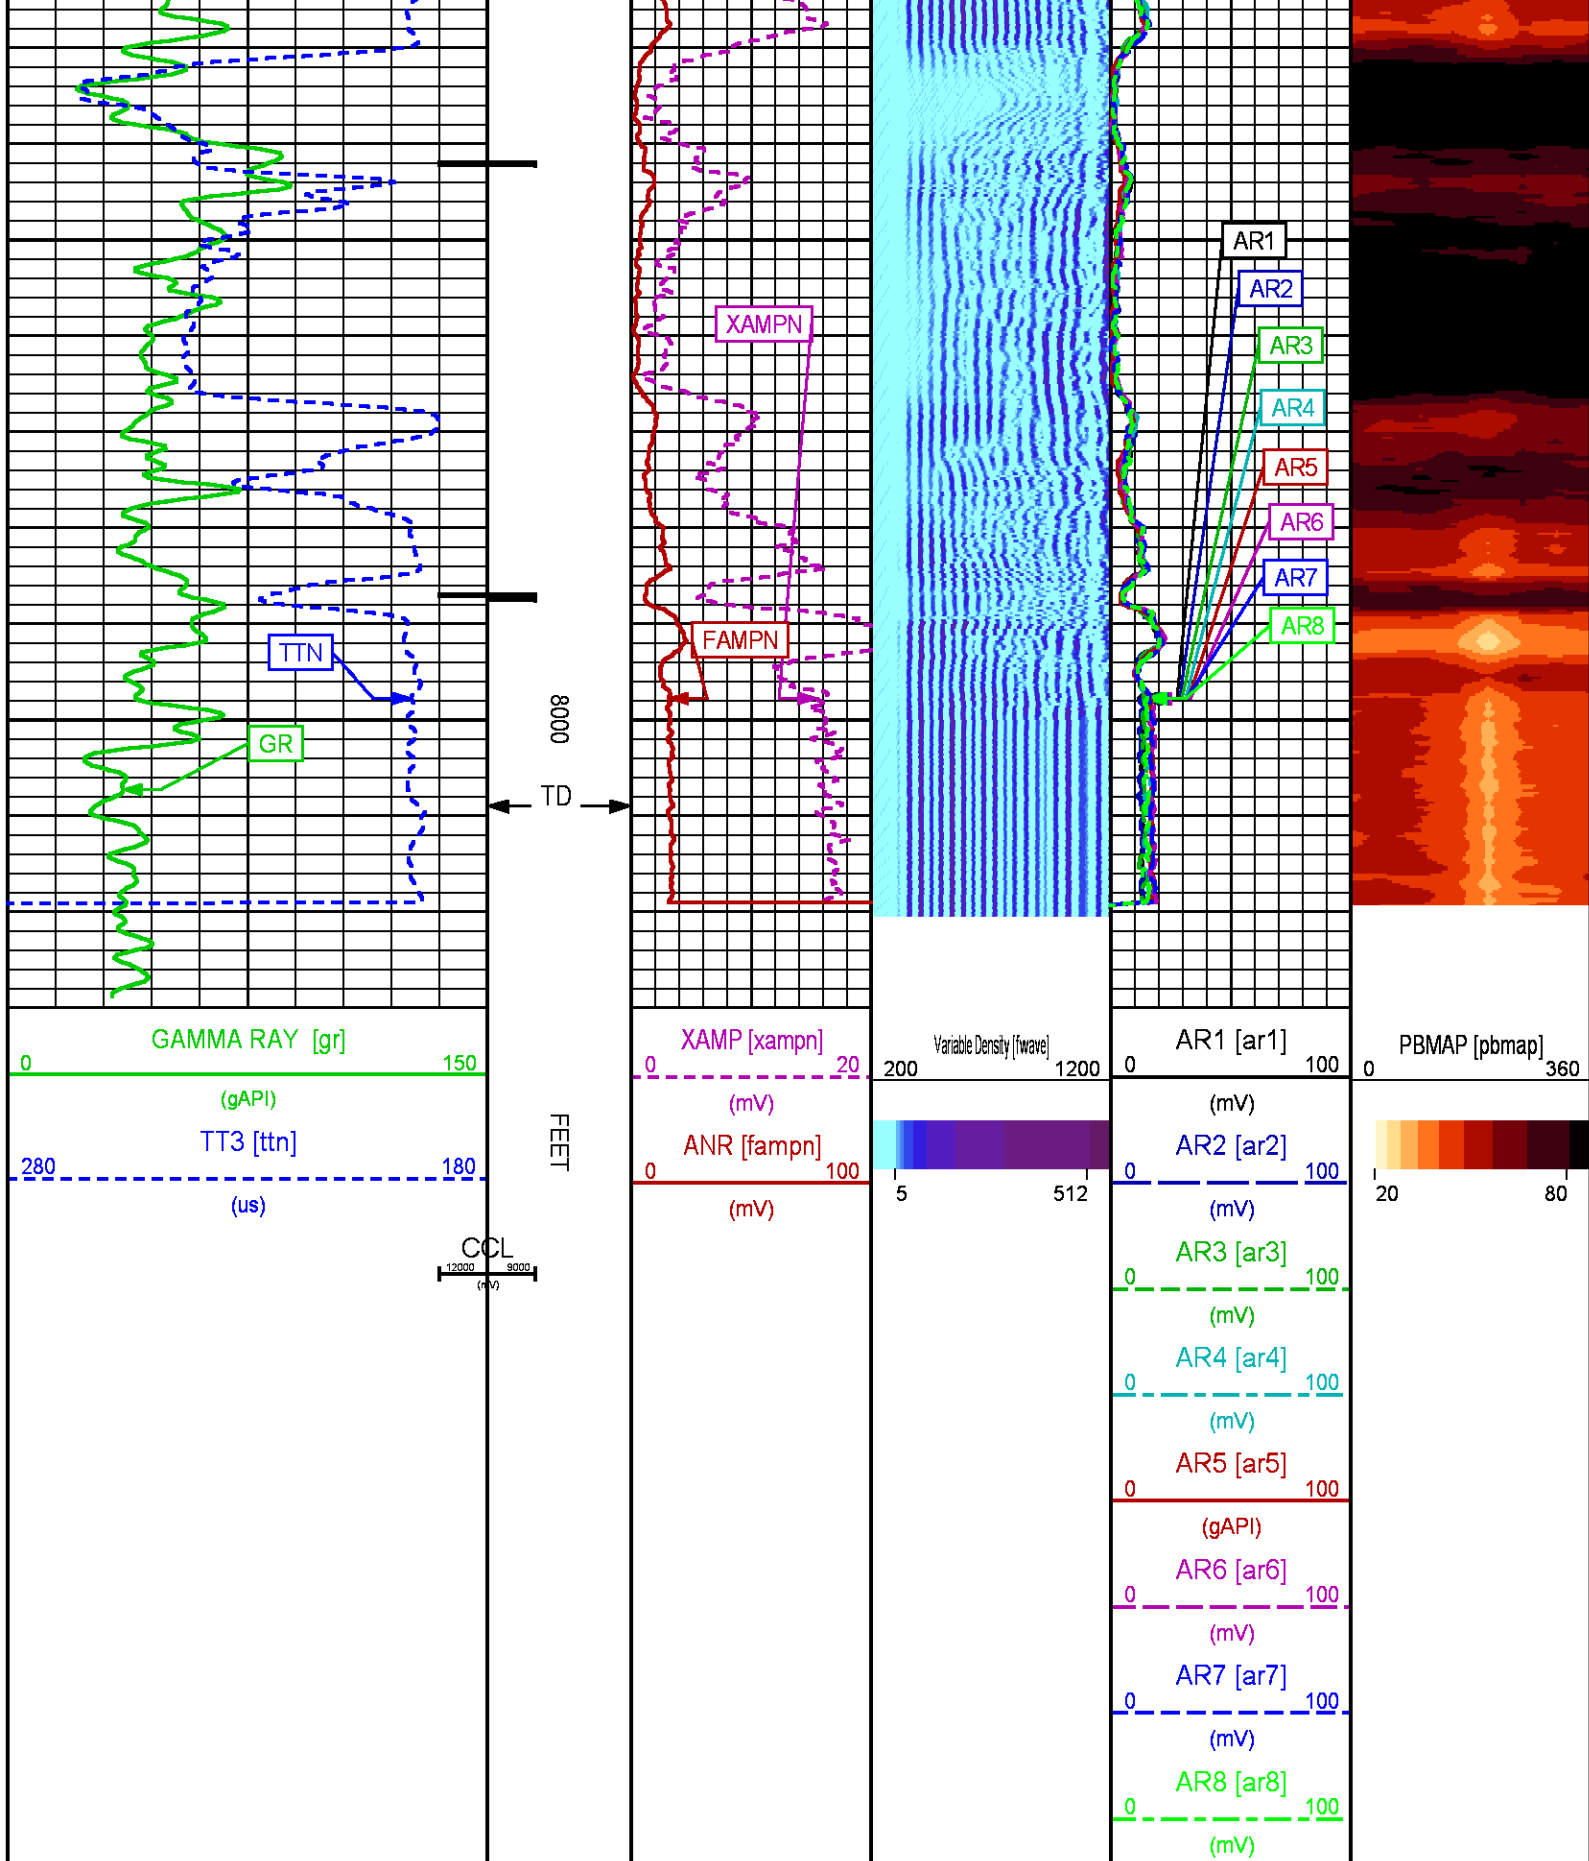 AR1
AR2
XAMPN
AR3
AR4
AR5
AR6
AR7
AR8
FAMPN
TTN
8000
GR
TD
GAMMA RAY [gr]
0 150
(gAPI)
TT3 [ttn]
280 180
(us)
FEET
CCL
12000 9000
(mV)
XAMP [xampn]
0 20
(mV)
ANR [fampn]
0 100
(mV)
Variable Density [fwave]
200 1200
5 512
AR1 [ar1]
0 100
(mV)
AR2 [ar2]
0 100
(mV)
AR3 [ar3]
0 100
(mV)
AR4 [ar4]
0 100
(mV)
AR5 [ar5]
0 100
(gAPI)
AR6 [ar6]
0 100
(mV)
AR7 [ar7]
0 100
(mV)
AR8 [ar8]
0 100
(mV)
PBMAP [pbmap]
0 360
20 80